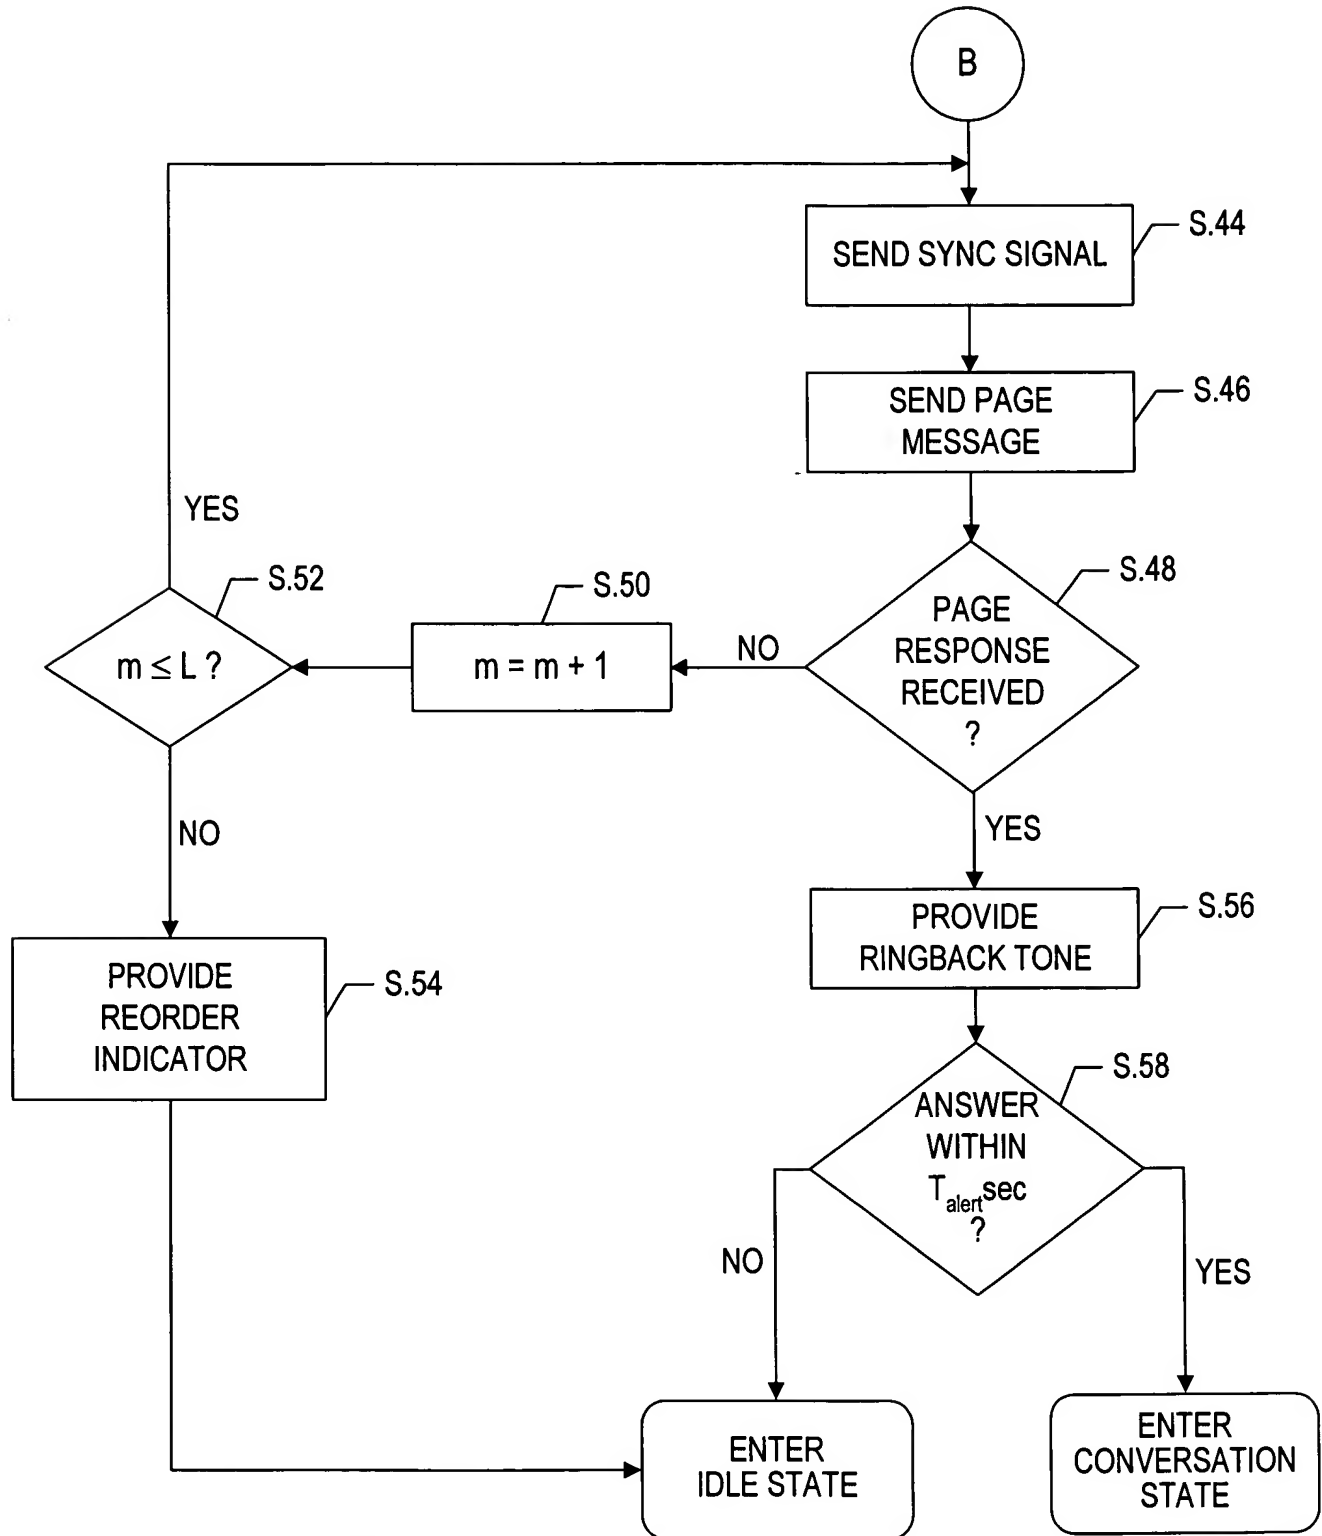 B
SEND SYNC SIGNAL
S.44
SEND PAGE
MESSAGE
S.46
YES
PAGE
RESPONSE
RECEIVED
?
S.48
NO
m = m + 1
S.50
m ≤ L ?
S.52
NO
YES
PROVIDE
RINGBACK TONE
S.56
PROVIDE
REORDER
INDICATOR
S.54
ANSWER
WITHIN
Talertsec
?
S.58
NO
YES
ENTER
IDLE STATE
ENTER
CONVERSATION
STATE